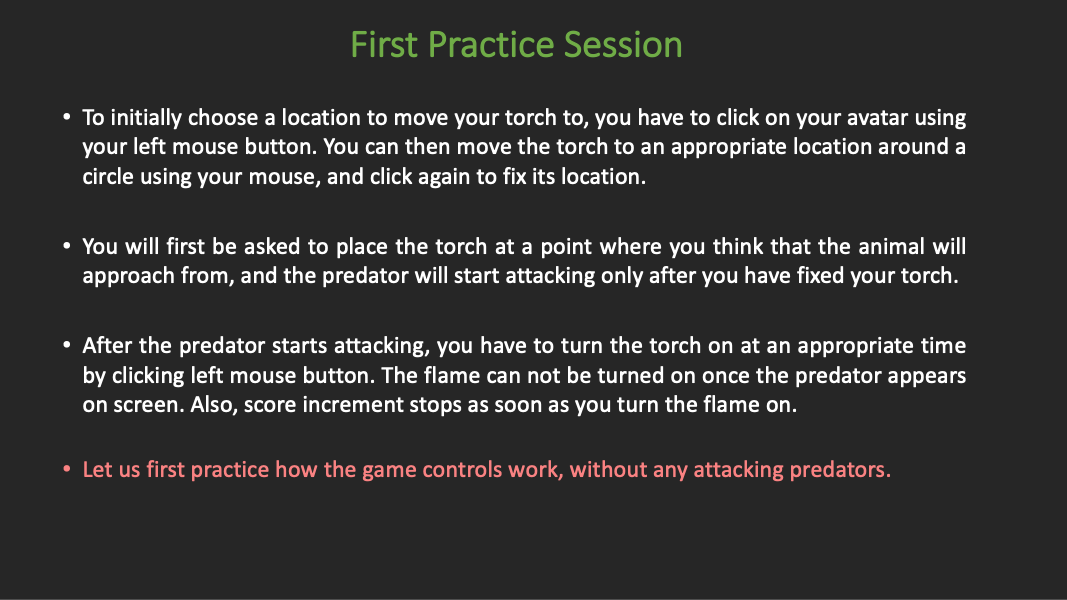 First Practice Session
• To initially choose a location to move your torch to, you have to click on your avatar using
your left mouse button. You can then move the torch to an appropriate location around a
circle using your mouse, and click again to fix its location.
• You will first be asked to place the torch at a point where you think that the animal will
approach from, and the predator will start attacking only after you have fixed your torch.
• After the predator starts attacking, you have to turn the torch on at an appropriate time
by clicking left mouse button. The flame can not be turned on once the predator appears
on screen. Also, score increment stops as soon as you turn the flame on.
• Let us first practice how the game controls work, without any attacking predators.